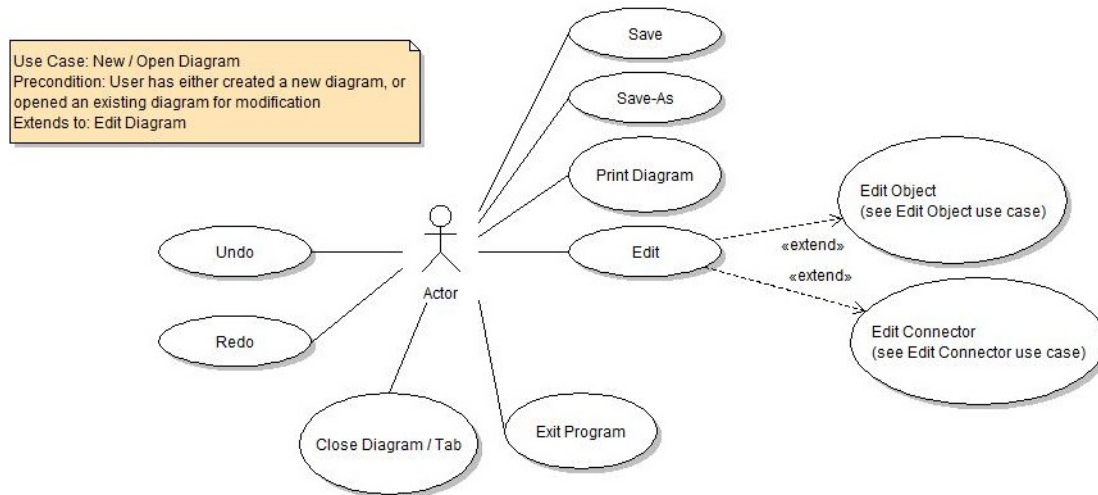 Use Case: New / Open Diagram
Precondition: User has either created a new diagram, or
opened an existing diagram for modification
Extends to: Edit Diagram
Save
Save-As
Print Diagram
Edit
Edit Object
(see Edit Object use case)
«extend»
«extend»
Edit Connector
(see Edit Connector use case)
Undo
Actor
Redo
Close Diagram / Tab
Exit Program